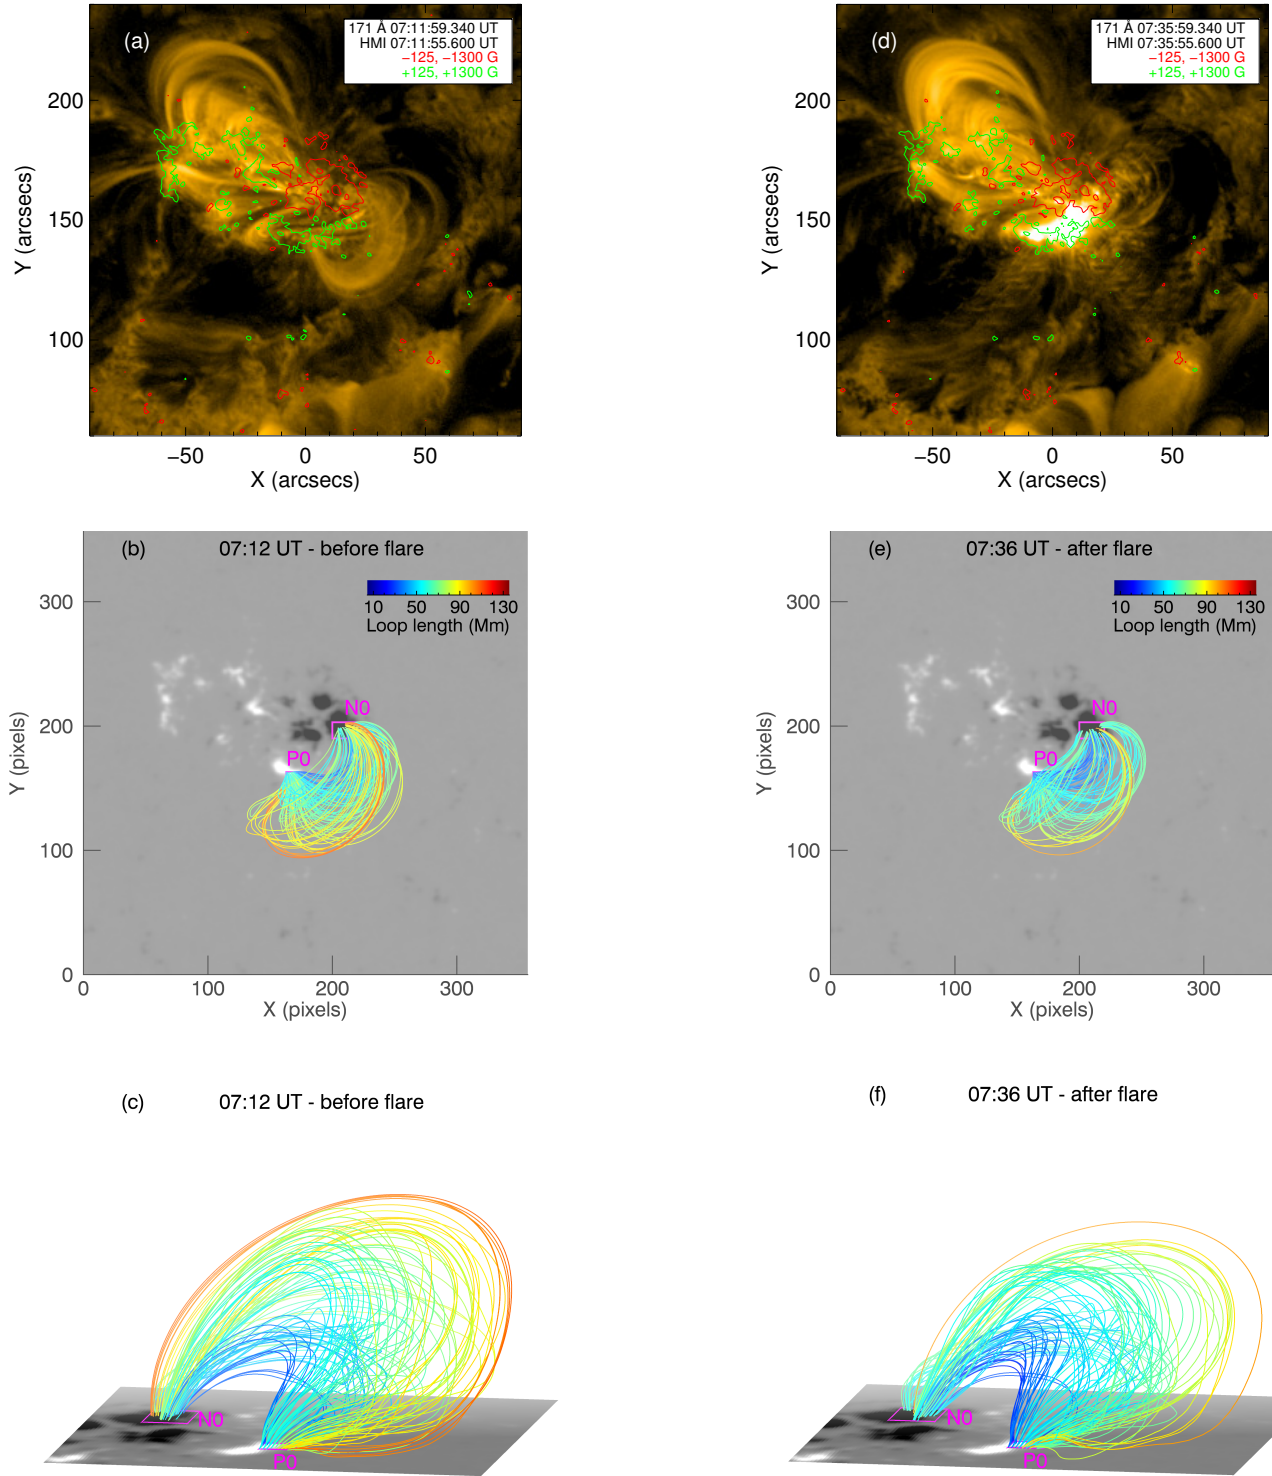 (a)
171 Å 07:11:59.340 UT
HMI 07:11:55.600 UT
−125, −1300 G
+125, +1300 G
200
150
100
Y (arcsecs)
−50 0 50
X (arcsecs)
(d)
171 Å 07:35:59.340 UT
HMI 07:35:55.600 UT
−125, −1300 G
+125, +1300 G
200
150
100
Y (arcsecs)
−50 0 50
X (arcsecs)
(b) 07:12 UT - before flare
10 50 90 130
Loop length (Mm)
N0
P0
300
200
100
0
Y (pixels)
0 100 200 300
X (pixels)
(e) 07:36 UT - after flare
10 50 90 130
Loop length (Mm)
N0
P0
300
200
100
0
Y (pixels)
0 100 200 300
X (pixels)
(c) 07:12 UT - before flare
N0
P0
(f) 07:36 UT - after flare
N0
P0